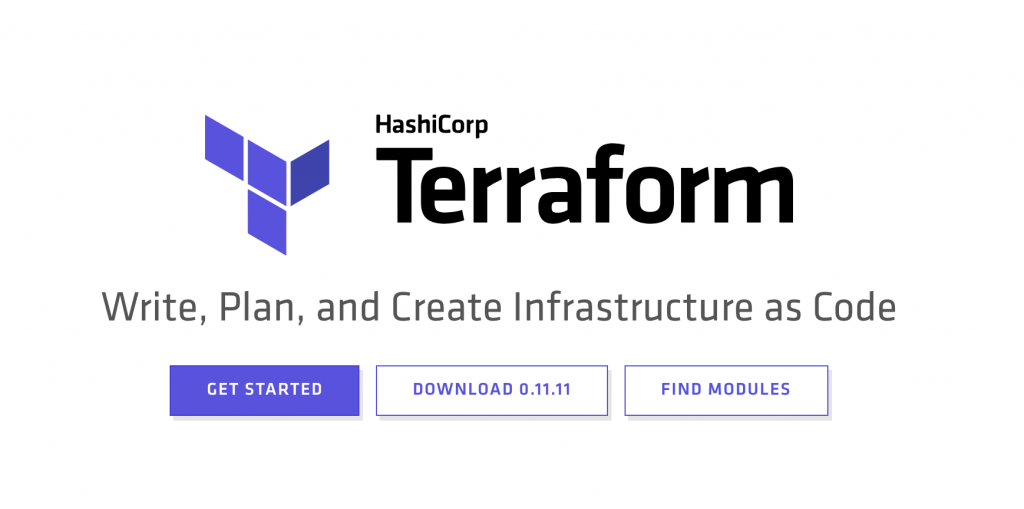 HashiCorp
Terraform
Write, Plan, and Create Infrastructure as Code
GET STARTED
DOWNLOAD 0.11.11
FIND MODULES